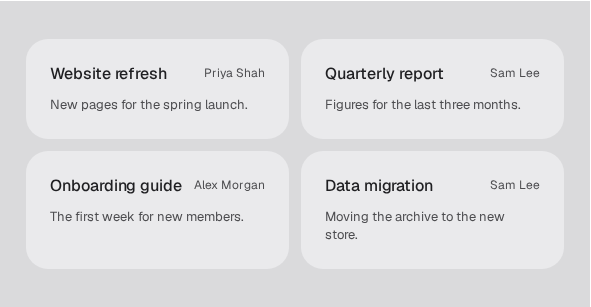 Website refresh
Priya Shah
New pages for the spring launch.
Quarterly report
Sam Lee
Figures for the last three months.
Onboarding guide
Alex Morgan
The first week for new members.
Data migration
Sam Lee
Moving the archive to the new
store.